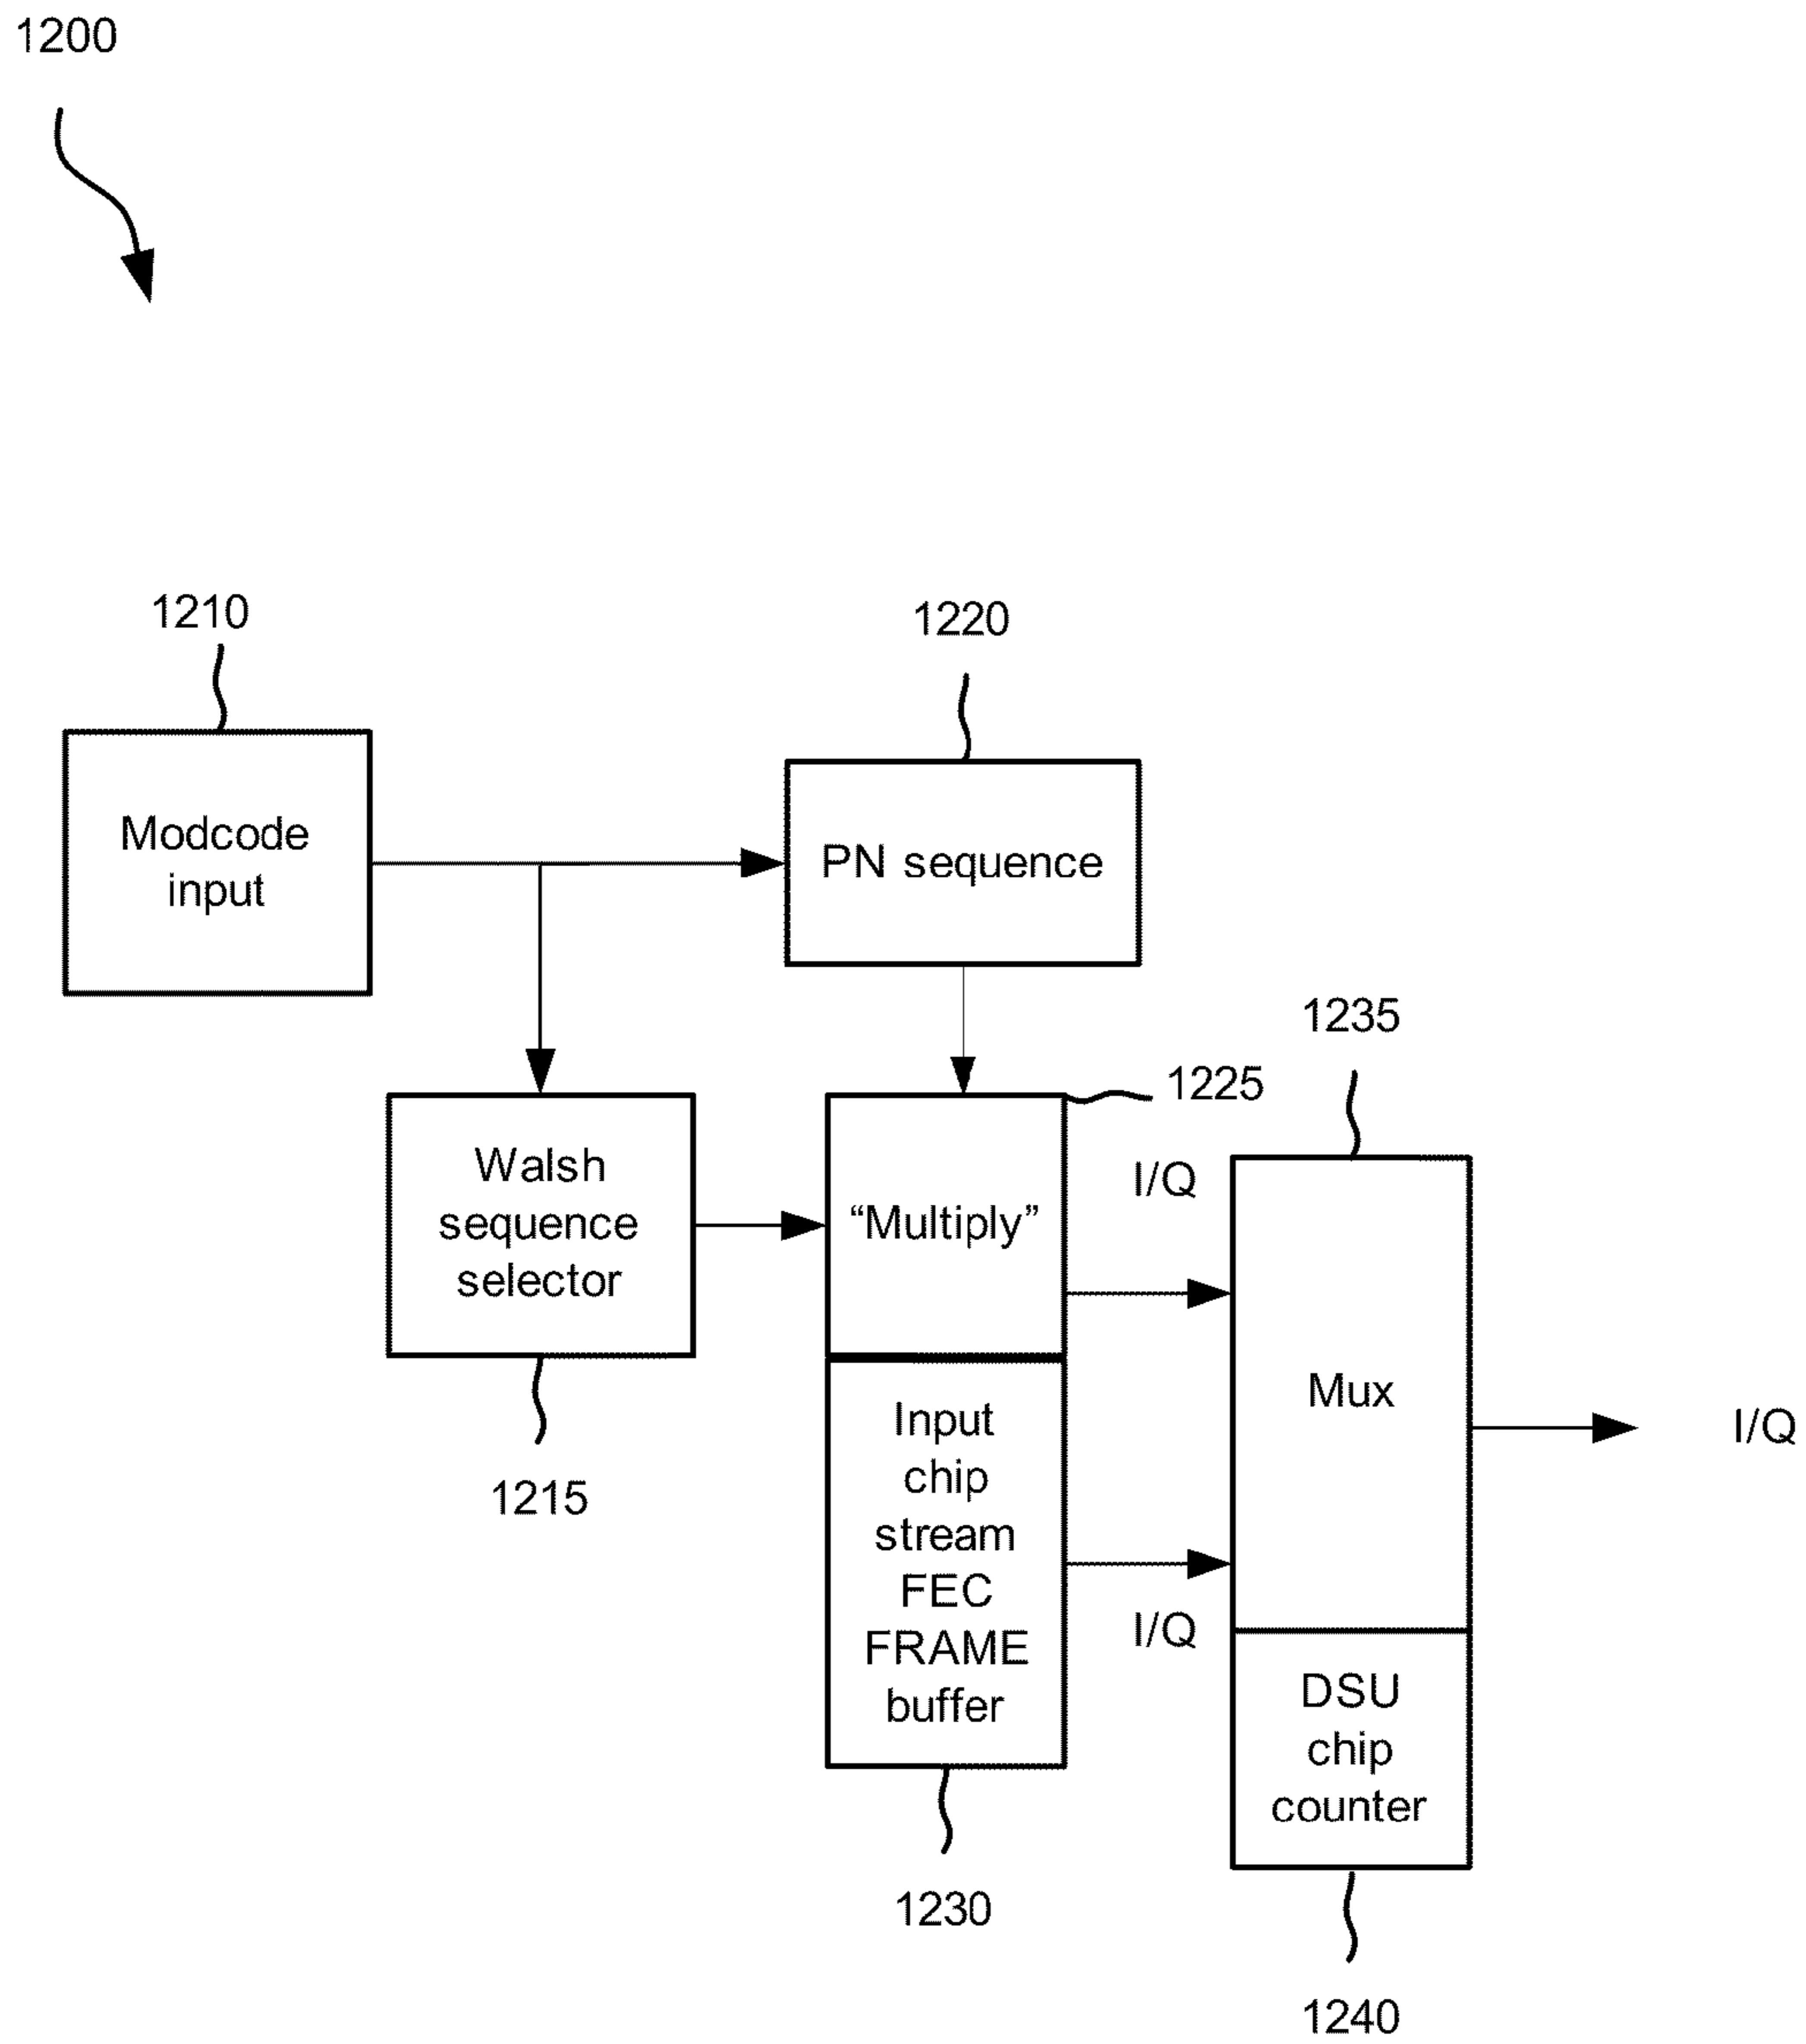 1200
1210
1220
Modcode
input
PN sequence
1235
1225
Walsh
sequence
selector
“Multiply”
I/Q
Mux
I/Q
1215
Input
chip
stream
FEC
FRAME
buffer
I/Q
DSU
chip
counter
1230
1240